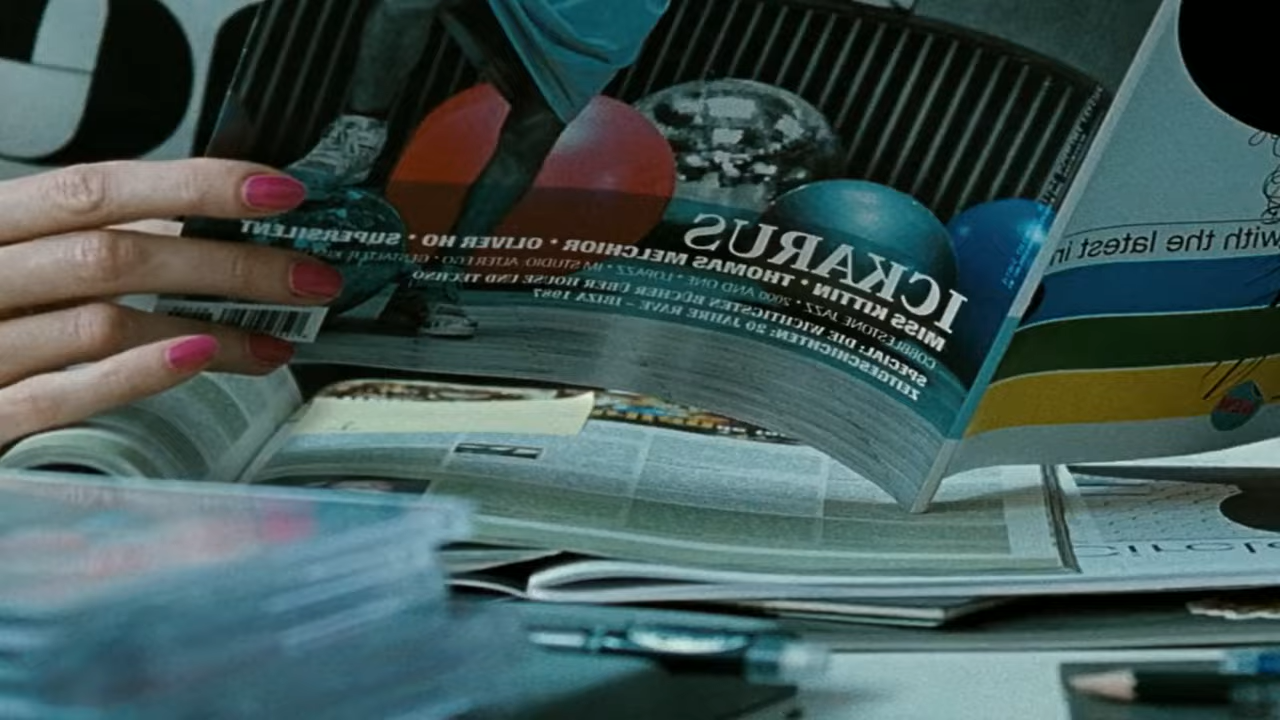 ICKARUS
MISS KITTIN * THOMAS MELCHIOR * OLIVER HO * SUPERSILENT
COBBLESTONE JAZZ * 2000 AND ONE * LOPAZZ * IM STUDIO: ALTER EGO * GESTALTER:
SPECIAL: DIE WICHTIGSTEN BÜCHER ÜBER HOUSE UND TECHNO
ZEITGESCHICHTEN: 20 JAHRE RAVE – IBIZA 1987
with the latest in